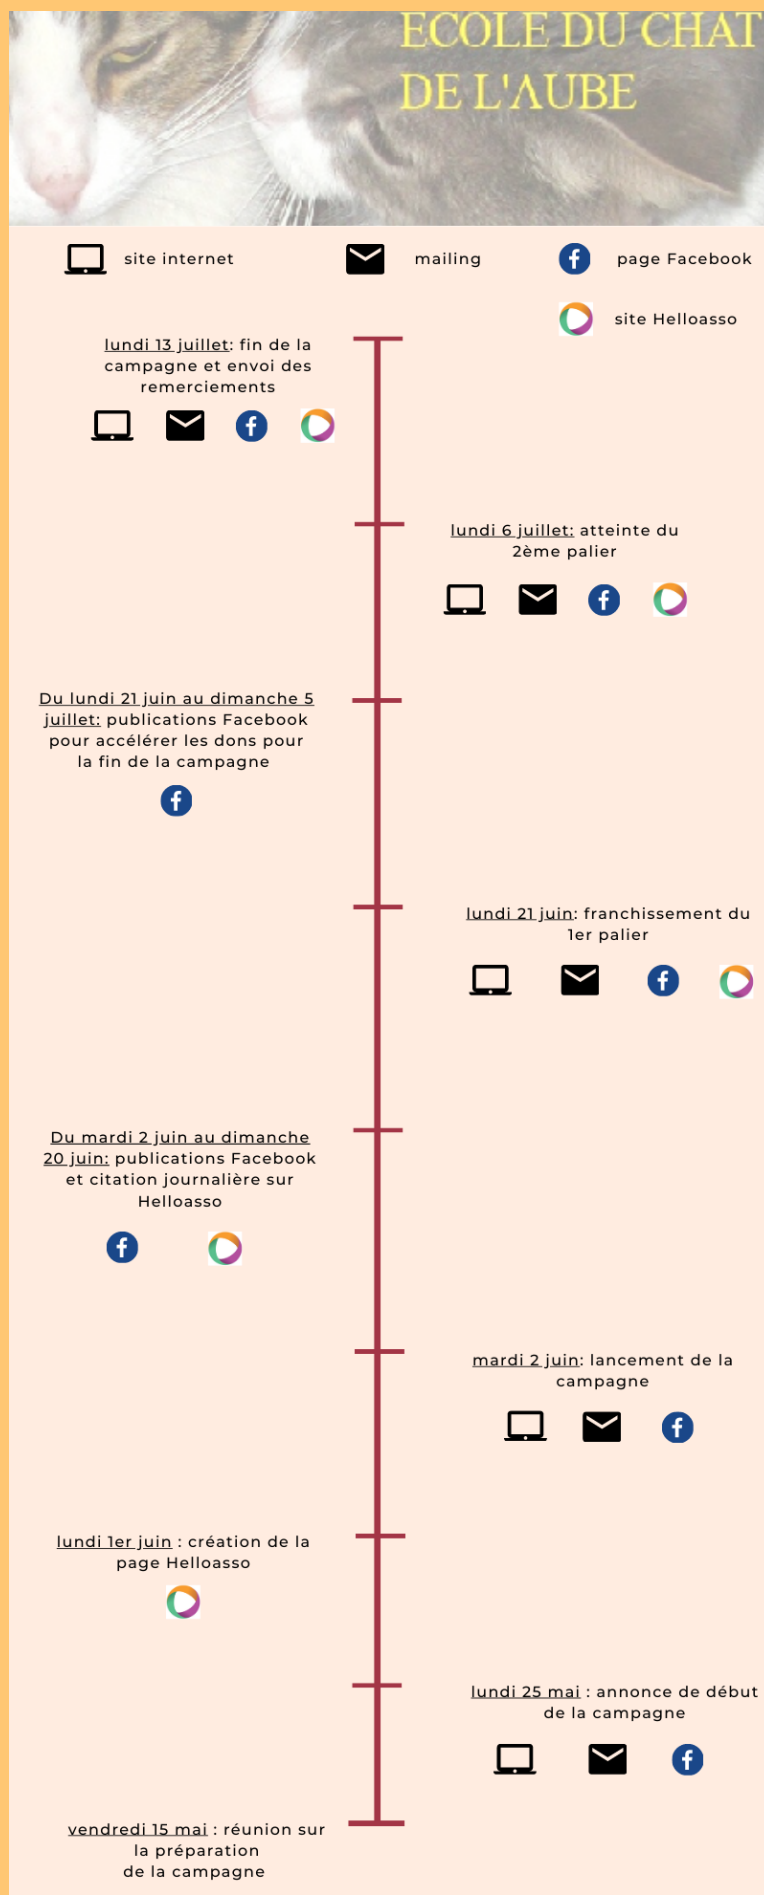 ECOLE DU CHAT
DE L'AUBE
site internet
mailing
page Facebook
site Helloasso
lundi 13 juillet: fin de la
campagne et envoi des
remerciements
lundi 6 juillet: atteinte du
2ème palier
Du lundi 21 juin au dimanche 5
juillet: publications Facebook
pour accélérer les dons pour
la fin de la campagne
lundi 21 juin: franchissement du
1er palier
Du mardi 2 juin au dimanche
20 juin: publications Facebook
et citation journalière sur
Helloasso
mardi 2 juin: lancement de la
campagne
lundi 1er juin : création de la
page Helloasso
lundi 25 mai : annonce de début
de la campagne
vendredi 15 mai : réunion sur
la préparation
de la campagne